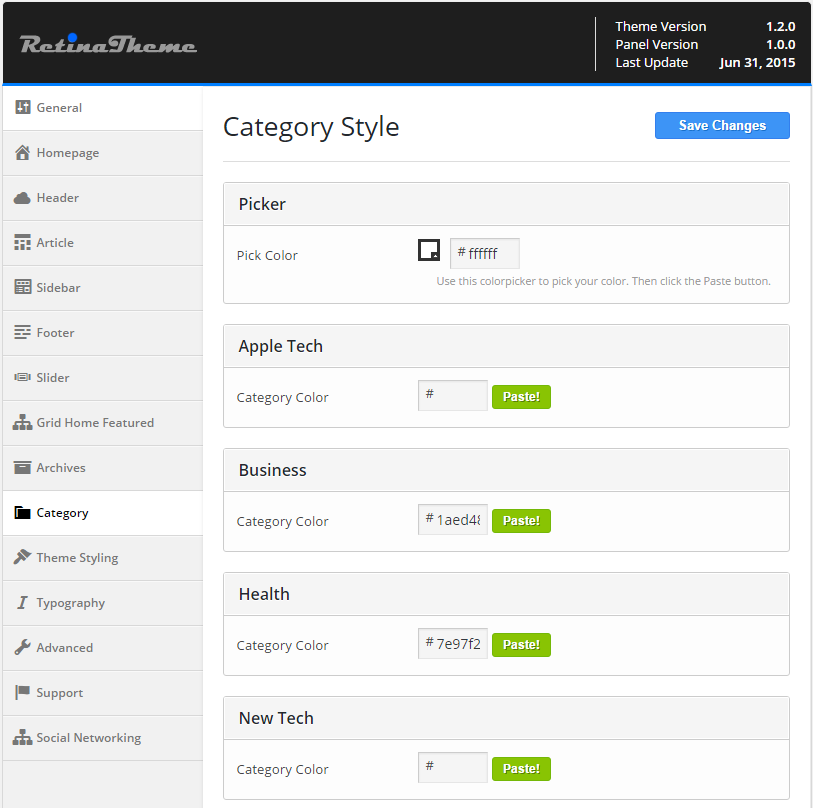 RetinaTheme
Theme Version 1.2.0
Panel Version 1.0.0
Last Update Jun 31, 2015
General
Homepage
Header
Article
Sidebar
Footer
Slider
Grid Home Featured
Archives
Category
Theme Styling
Typography
Advanced
Support
Social Networking
Category Style
Save Changes
Picker
Pick Color # ffffff
Use this colorpicker to pick your color. Then click the Paste button.
Apple Tech
Category Color # Paste!
Business
Category Color # 1aed48 Paste!
Health
Category Color # 7e97f2 Paste!
New Tech
Category Color # Paste!